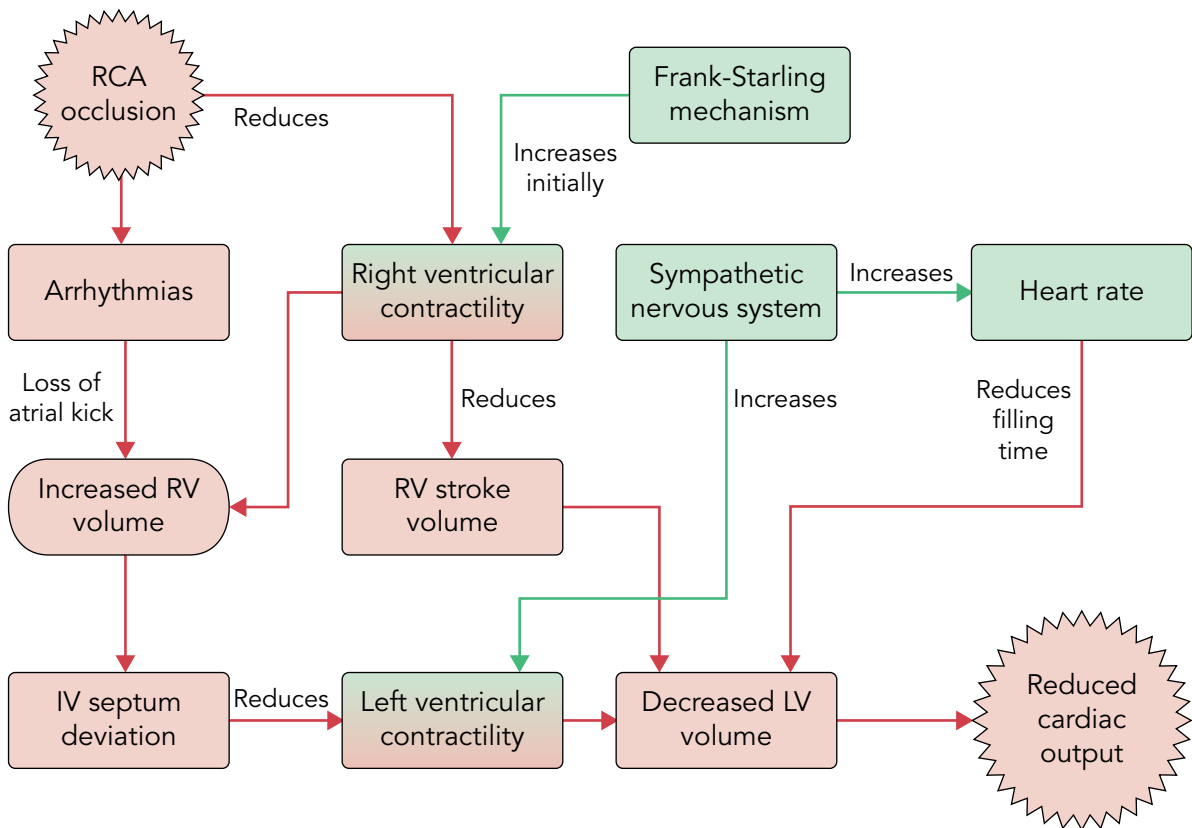 RCA
occlusion
Reduces
Frank-Starling
mechanism
Increases
initially
Arrhythmias
Right ventricular
contractility
Sympathetic
nervous system
Increases
Heart rate
Loss of
atrial kick
Reduces
Increases
Reduces
filling
time
Increased RV
volume
RV stroke
volume
IV septum
deviation
Reduces
Left ventricular
contractility
Decreased LV
volume
Reduced
cardiac
output